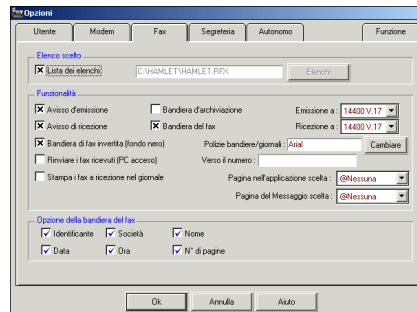 Opzioni
Utente Modem Fax Segreteria Autonomo Funzione
Elenco scelto
Lista dei elenchi C:\HAMLET\HAMLET.RFX Elenchi
Funzionalità
Avviso d'emissione Bandiera d'archiviazione Emissione a : 14400 V.17
Avviso di ricezione Bandiera del fax Ricezione a : 14400 V.17
Bandiera di fax invertita (fondo nero) Polizie bandiere/giornali : Arial Cambiare
Rinviare i fax ricevuti (PC acceso) Verso il numero :
Stampa i fax a ricezione nel giornale Pagina nell'applicazione scelta : @Nessuna
Pagina del Messaggio scelta : @Nessuna
Opzione della bandiera del fax
Identificante Società Nome
Data Ora N° di pagine
Ok Annulla Aiuto